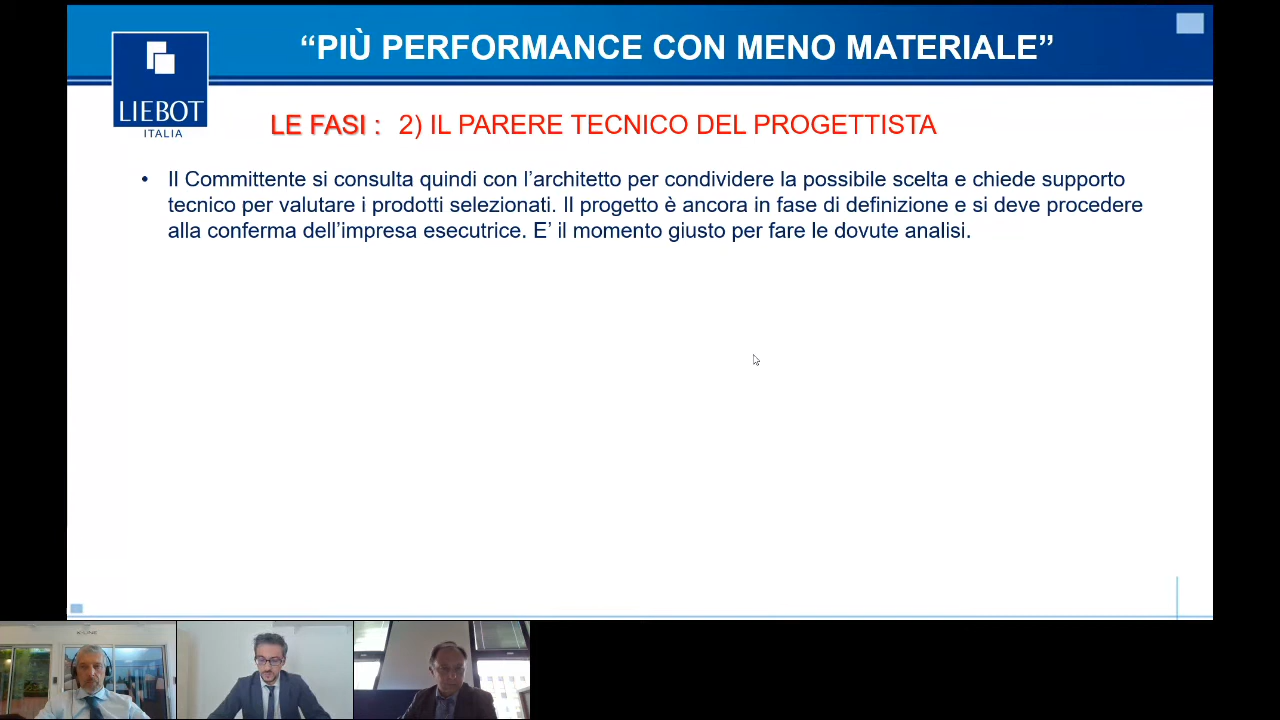 “PIÙ PERFORMANCE CON MENO MATERIALE”
LIEBOT
ITALIA
LE FASI : 2) IL PARERE TECNICO DEL PROGETTISTA
• Il Committente si consulta quindi con l’architetto per condividere la possibile scelta e chiede supporto
tecnico per valutare i prodotti selezionati. Il progetto è ancora in fase di definizione e si deve procedere
alla conferma dell’impresa esecutrice. E’ il momento giusto per fare le dovute analisi.
K•LINE